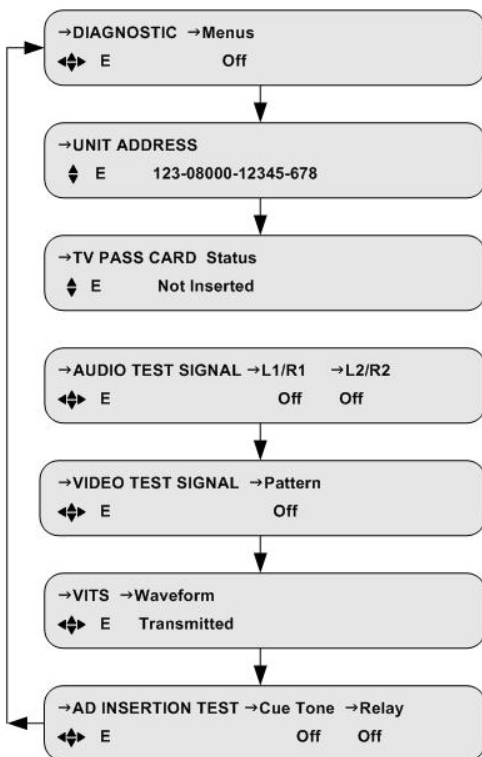 →DIAGNOSTIC →Menus
E Off
→UNIT ADDRESS
E 123-08000-12345-678
→TV PASS CARD Status
E Not Inserted
→AUDIO TEST SIGNAL →L1/R1 →L2/R2
E Off Off
→VIDEO TEST SIGNAL →Pattern
E Off
→VITS →Waveform
E Transmitted
→AD INSERTION TEST →Cue Tone →Relay
E Off Off